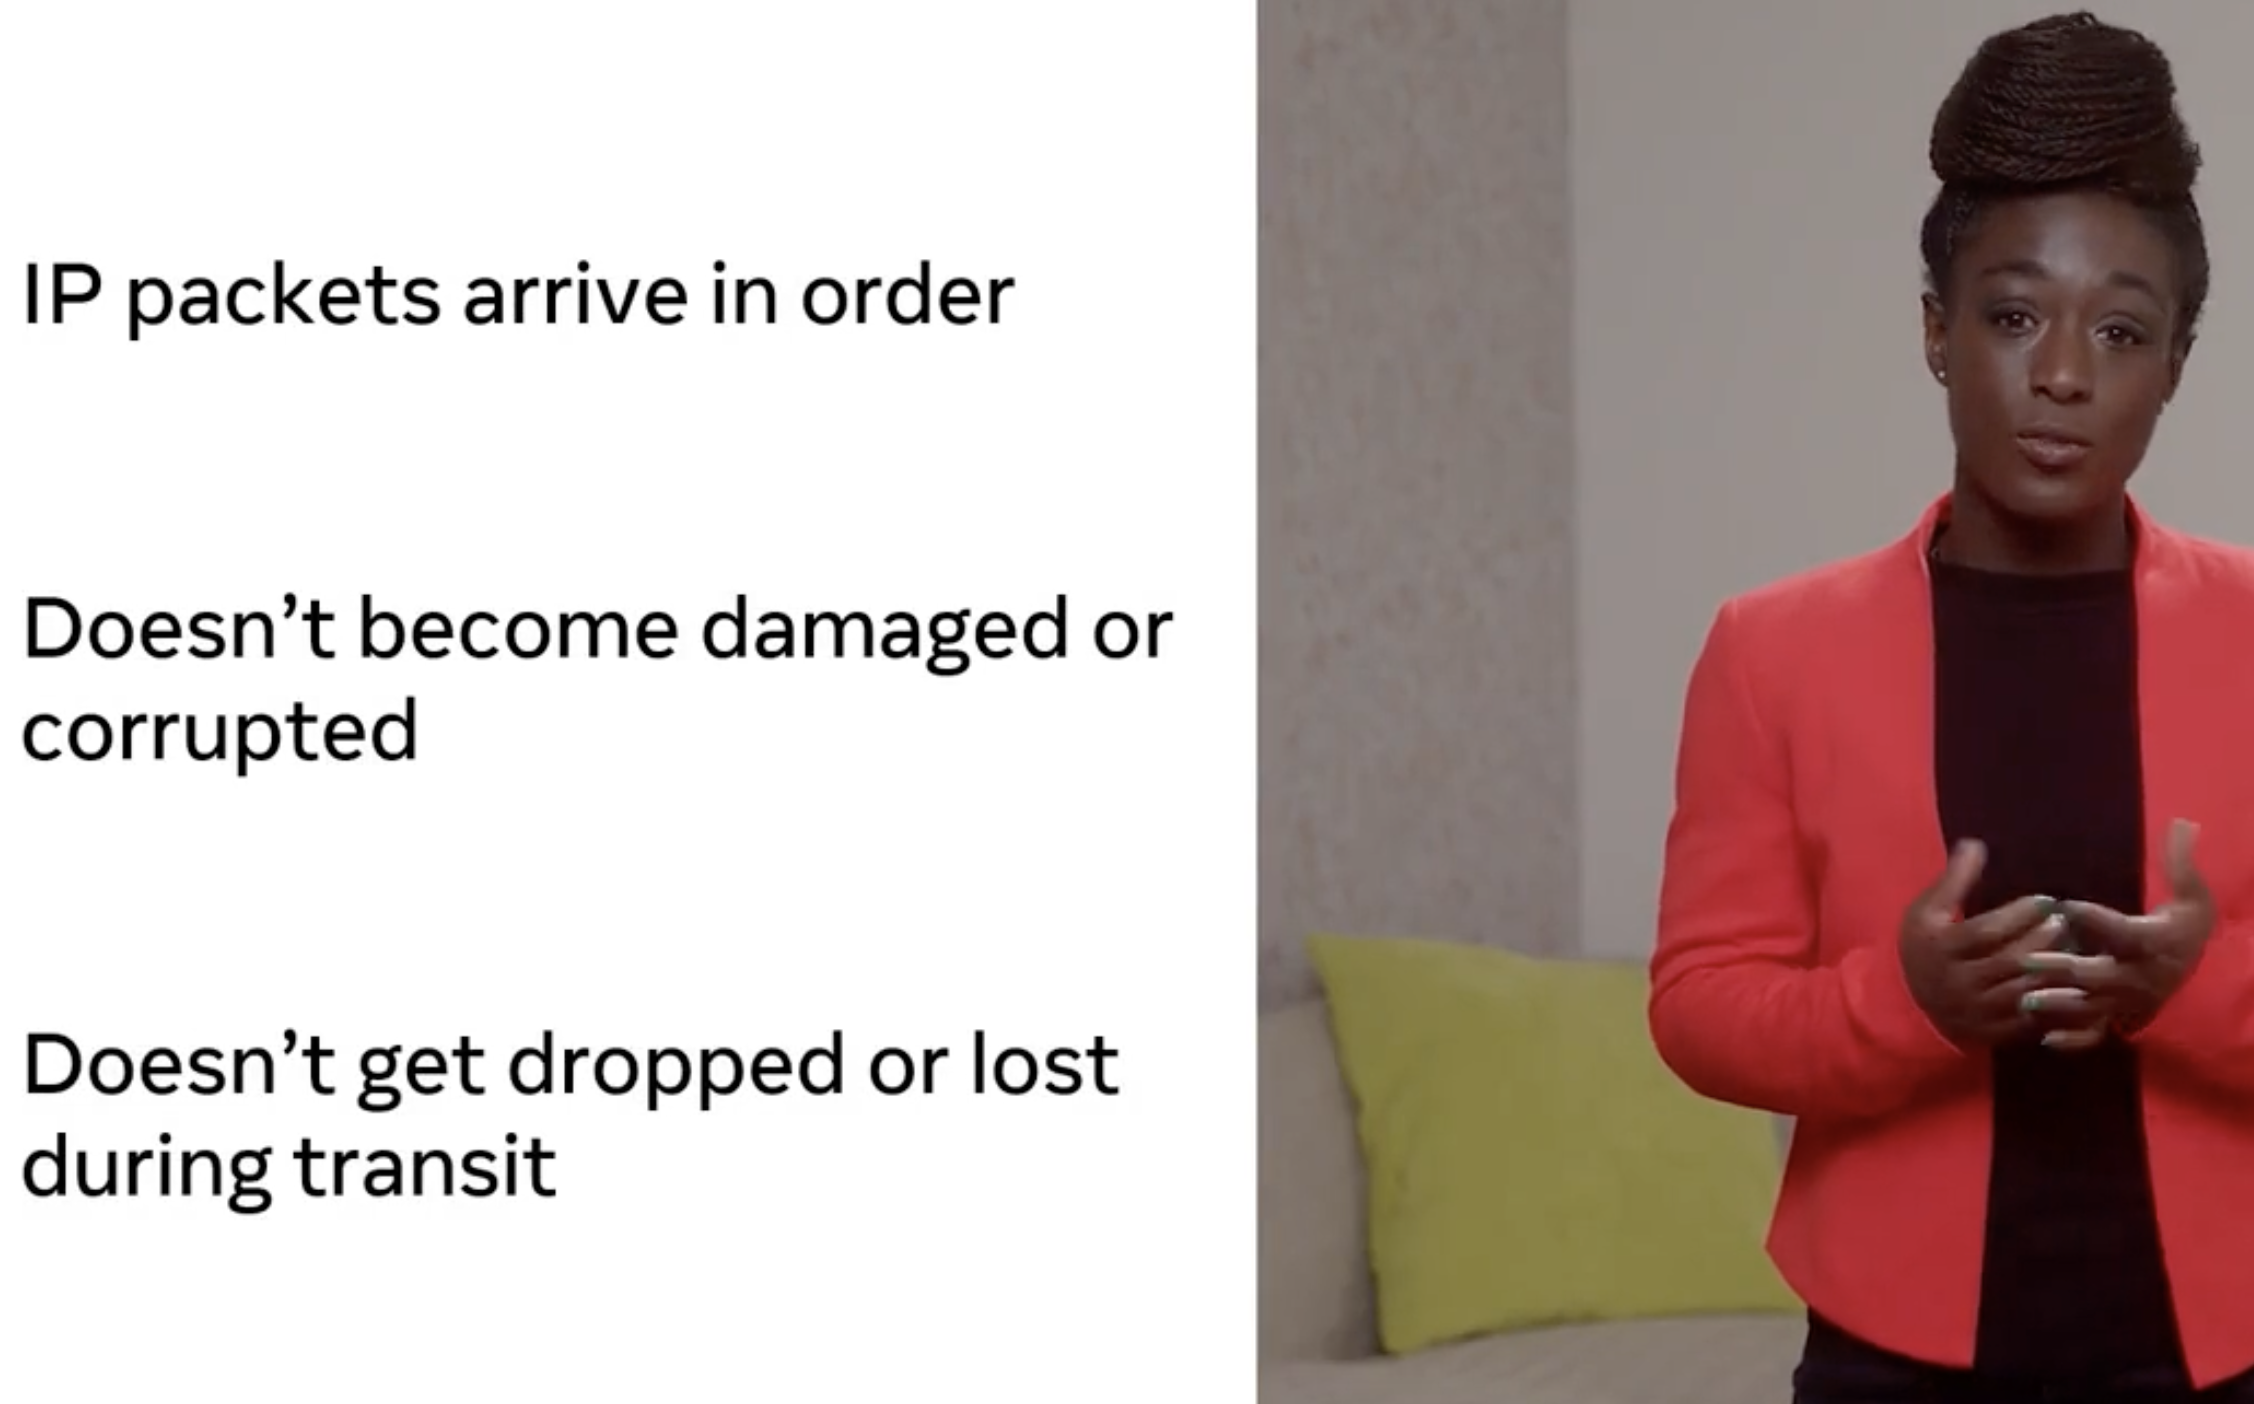 IP packets arrive in order
Doesn’t become damaged or
corrupted
Doesn’t get dropped or lost
during transit